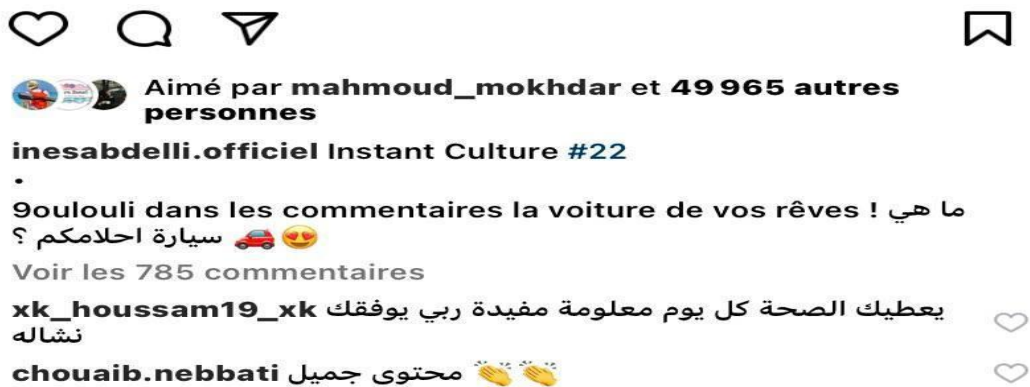 Aimé par mahmoud_mokhdar et 49 965 autres
personnes
inesabdelli.officiel Instant Culture #22
.
9oulouli dans les commentaires la voiture de vos rêves ! ما هي
سيارة احلامكم ؟ 🚗😍
Voir les 785 commentaires
xk_houssam19_xk يعطيك الصحة كل يوم معلومة مفيدة ربي يوفقك
نشاله
chouaib.nebbati محتوى جميل 👏👏